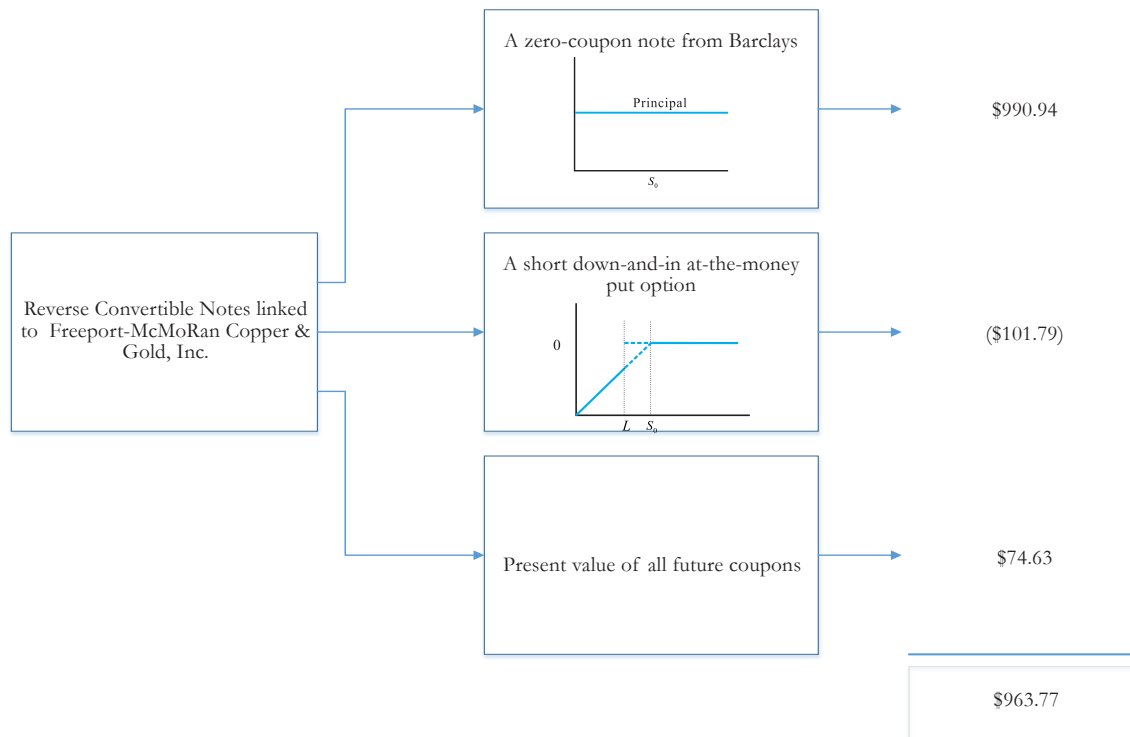 A zero-coupon note from Barclays
Principal
S₀
$990.94
Reverse Convertible Notes linked
to Freeport-McMoRan Copper &
Gold, Inc.
A short down-and-in at-the-money
put option
0
L S₀
($101.79)
Present value of all future coupons
$74.63
$963.77